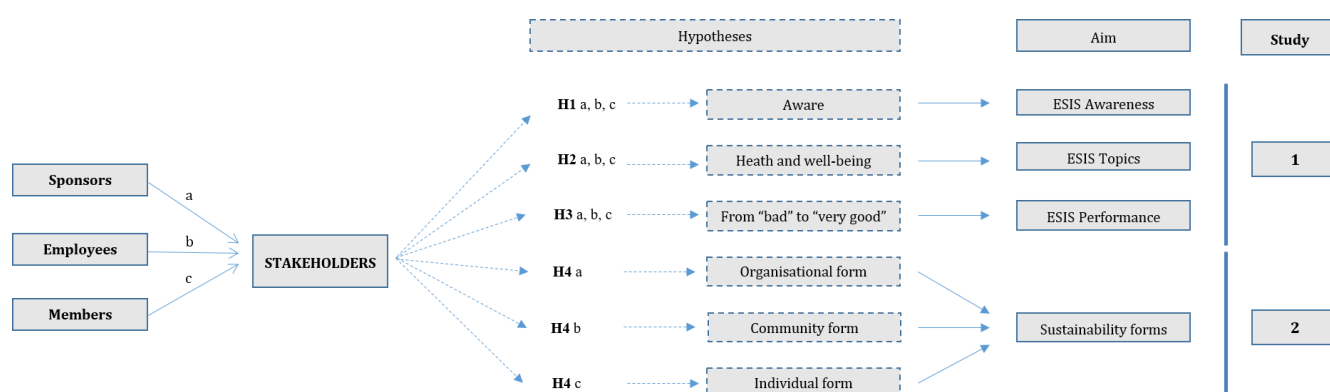 Hypotheses
Aim
Study
H1 a, b, c
Aware
ESIS Awareness
H2 a, b, c
Heath and well-being
ESIS Topics
1
Sponsors
a
H3 a, b, c
From “bad” to “very good”
ESIS Performance
Employees
b
STAKEHOLDERS
c
Members
H4 a
Organisational form
H4 b
Community form
Sustainability forms
2
H4 c
Individual form